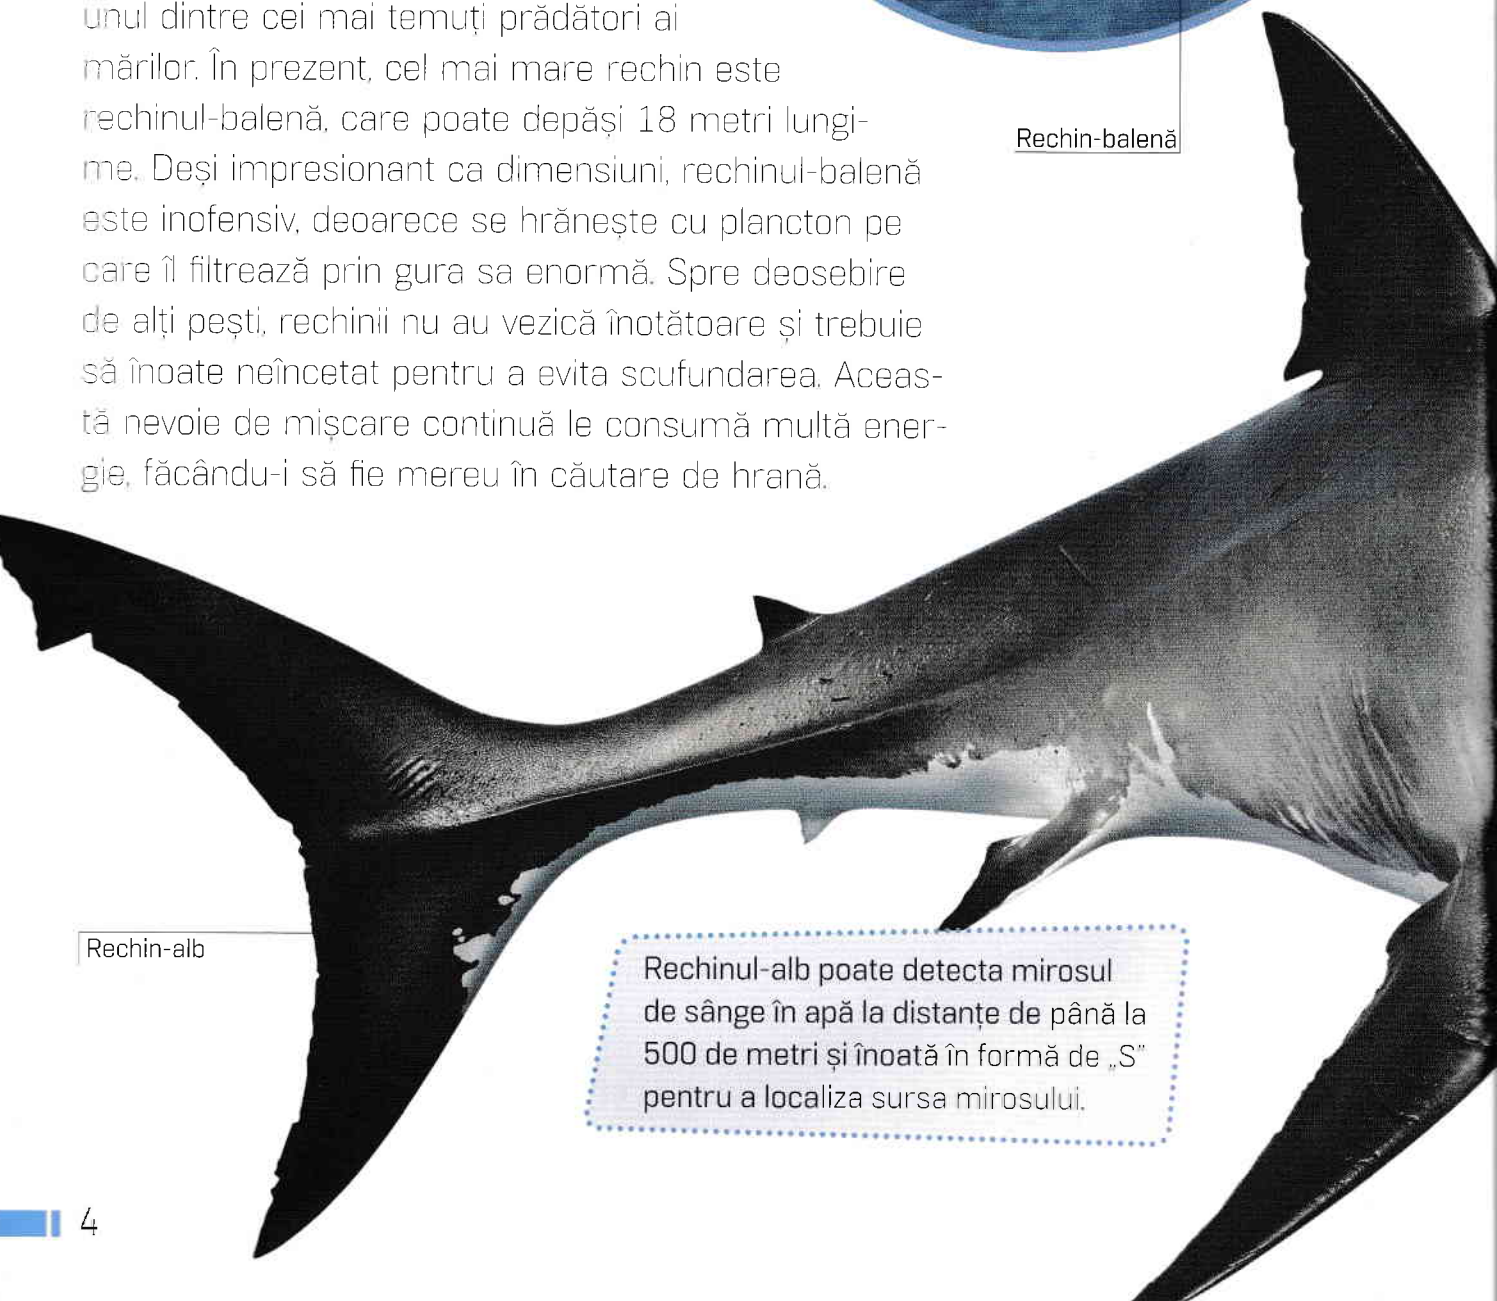 unul dintre cei mai temuți prădători ai
mărilor. În prezent, cel mai mare rechin este
rechinul-balenă, care poate depăși 18 metri lungi-
me. Deși impresionant ca dimensiuni, rechinul-balenă
este inofensiv, deoarece se hrănește cu plancton pe
care îl filtrează prin gura sa enormă. Spre deosebire
de alți pești, rechinii nu au vezică înotătoare și trebuie
să înoate neîncetat pentru a evita scufundarea. Aceas-
tă nevoie de mișcare continuă le consumă multă ener-
gie, făcându-i să fie mereu în căutare de hrană.
Rechin-balenă
Rechin-alb
Rechinul-alb poate detecta mirosul
de sânge în apă la distanțe de până la
500 de metri și înoată în formă de „S”
pentru a localiza sursa mirosului.
4